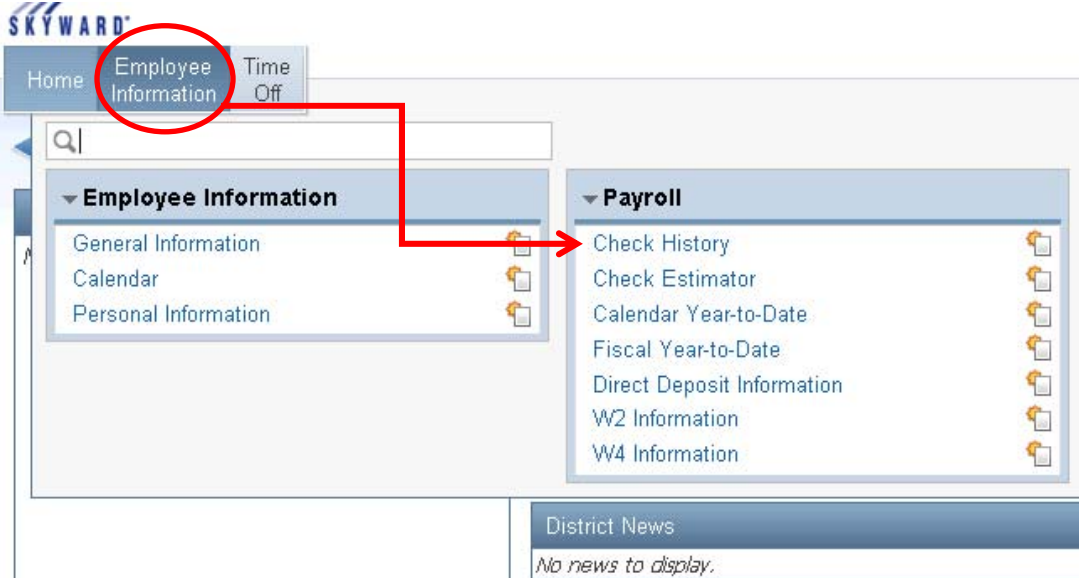 SKYWARD
Home
Employee
Information
Time
Off
Employee Information
General Information
Calendar
Personal Information
Payroll
Check History
Check Estimator
Calendar Year-to-Date
Fiscal Year-to-Date
Direct Deposit Information
W2 Information
W4 Information
District News
No news to display.